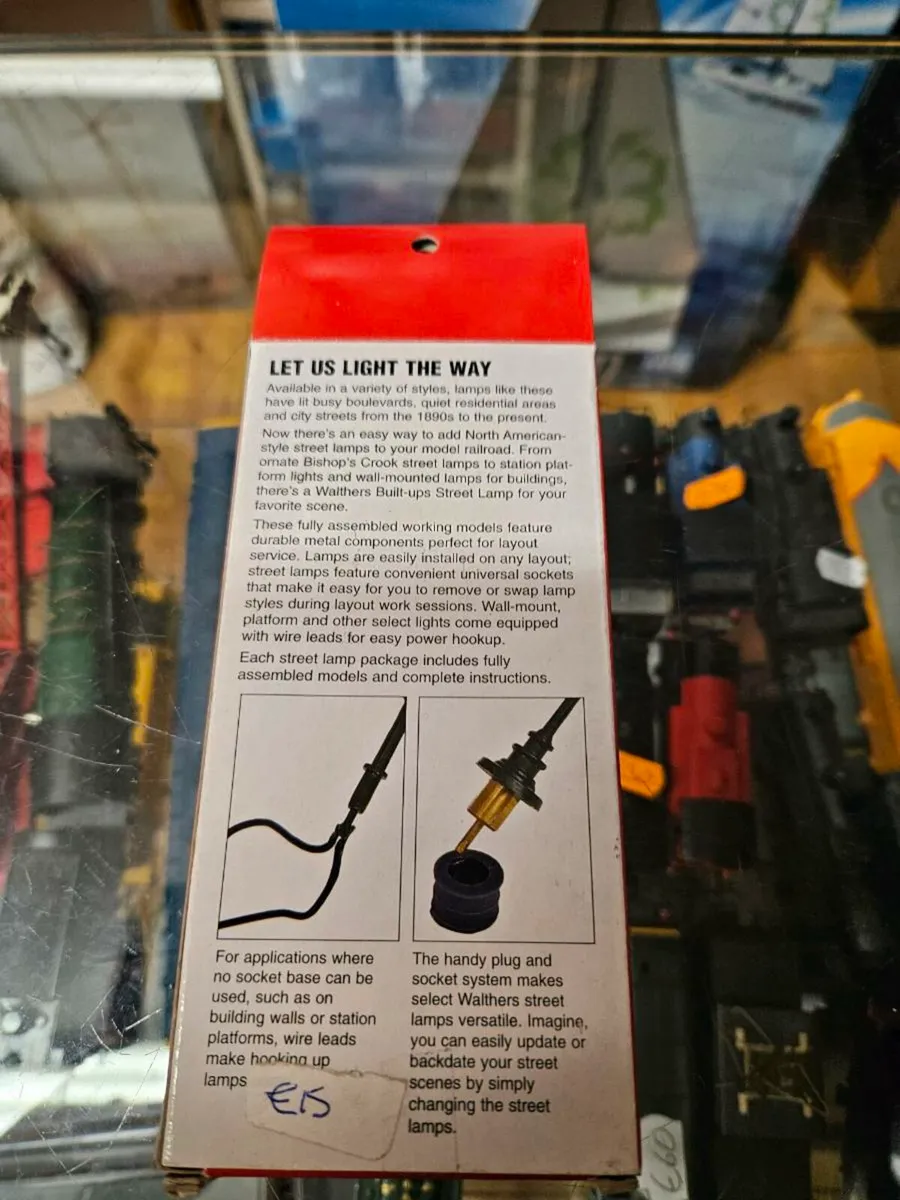 LET US LIGHT THE WAY
Available in a variety of styles, lamps like these
have lit busy boulevards, quiet residential areas
and city streets from the 1890s to the present.
Now there's an easy way to add North American-
style street lamps to your model railroad. From
ornate Bishop's Crook street lamps to station plat-
form lights and wall-mounted lamps for buildings,
there's a Walthers Built-ups Street Lamp for your
favorite scene.
These fully assembled working models feature
durable metal components perfect for layout
service. Lamps are easily installed on any layout;
street lamps feature convenient universal sockets
that make it easy for you to remove or swap lamp
styles during layout work sessions. Wall-mount,
platform and other select lights come equipped
with wire leads for easy power hookup.
Each street lamp package includes fully
assembled models and complete instructions.
For applications where
no socket base can be
used, such as on
building walls or station
platforms, wire leads
make hooking up
lamps
€15
The handy plug and
socket system makes
select Walthers street
lamps versatile. Imagine,
you can easily update or
backdate your street
scenes by simply
changing the street
lamps.
€60